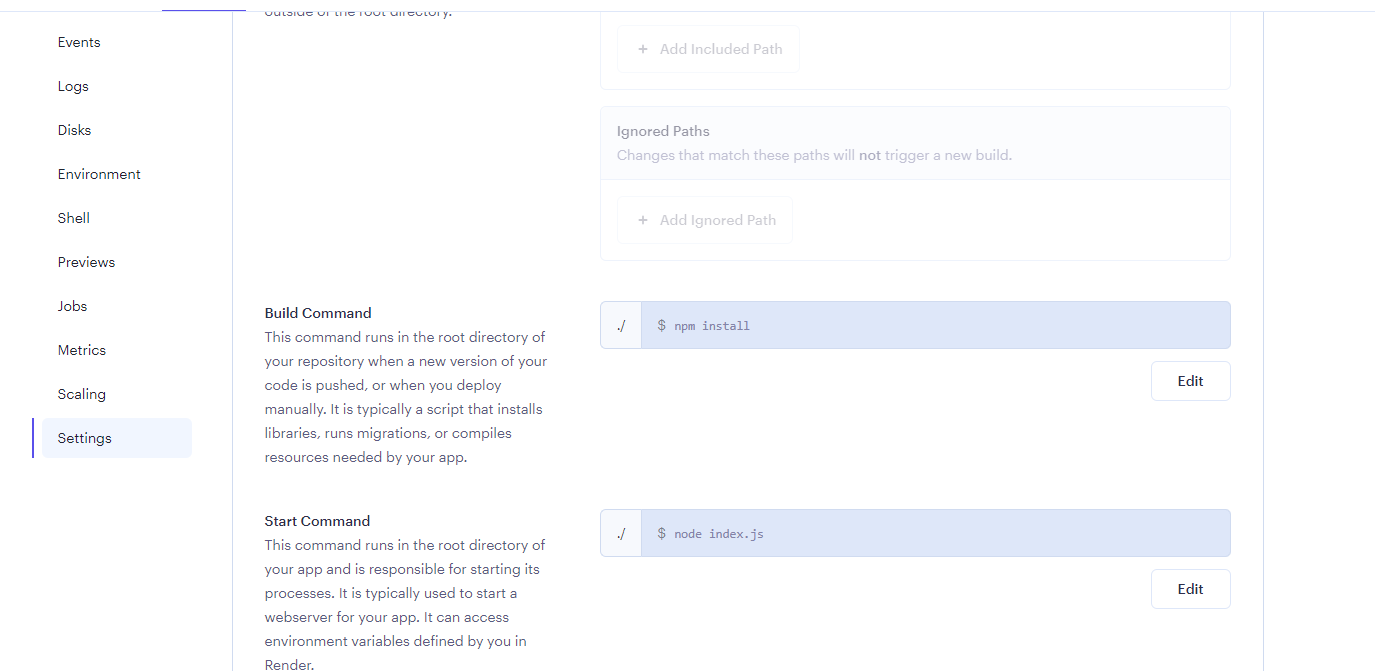 outside of the root directory.
Events
Logs
Disks
Environment
Shell
Previews
Jobs
Metrics
Scaling
Settings
+ Add Included Path
Ignored Paths
Changes that match these paths will not trigger a new build.
+ Add Ignored Path
Build Command
This command runs in the root directory of
your repository when a new version of your
code is pushed, or when you deploy
manually. It is typically a script that installs
libraries, runs migrations, or compiles
resources needed by your app.
./ $ npm install
Edit
Start Command
This command runs in the root directory of
your app and is responsible for starting its
processes. It is typically used to start a
webserver for your app. It can access
environment variables defined by you in
Render.
./ $ node index.js
Edit